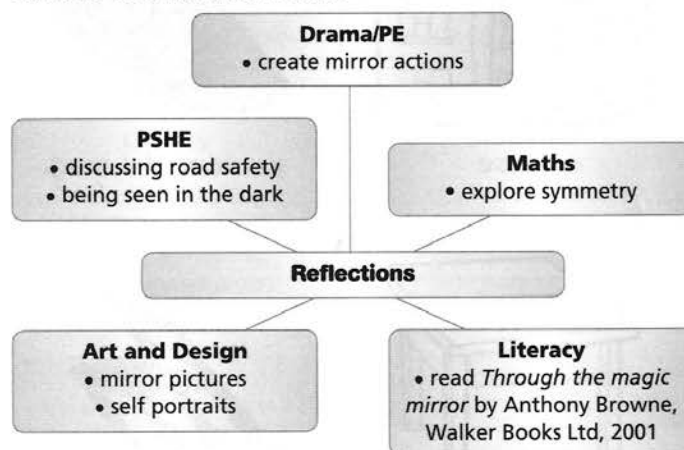 Drama/PE
• create mirror actions
PSHE
• discussing road safety
• being seen in the dark
Maths
• explore symmetry
Reflections
Art and Design
• mirror pictures
• self portraits
Literacy
• read Through the magic
mirror by Anthony Browne,
Walker Books Ltd, 2001